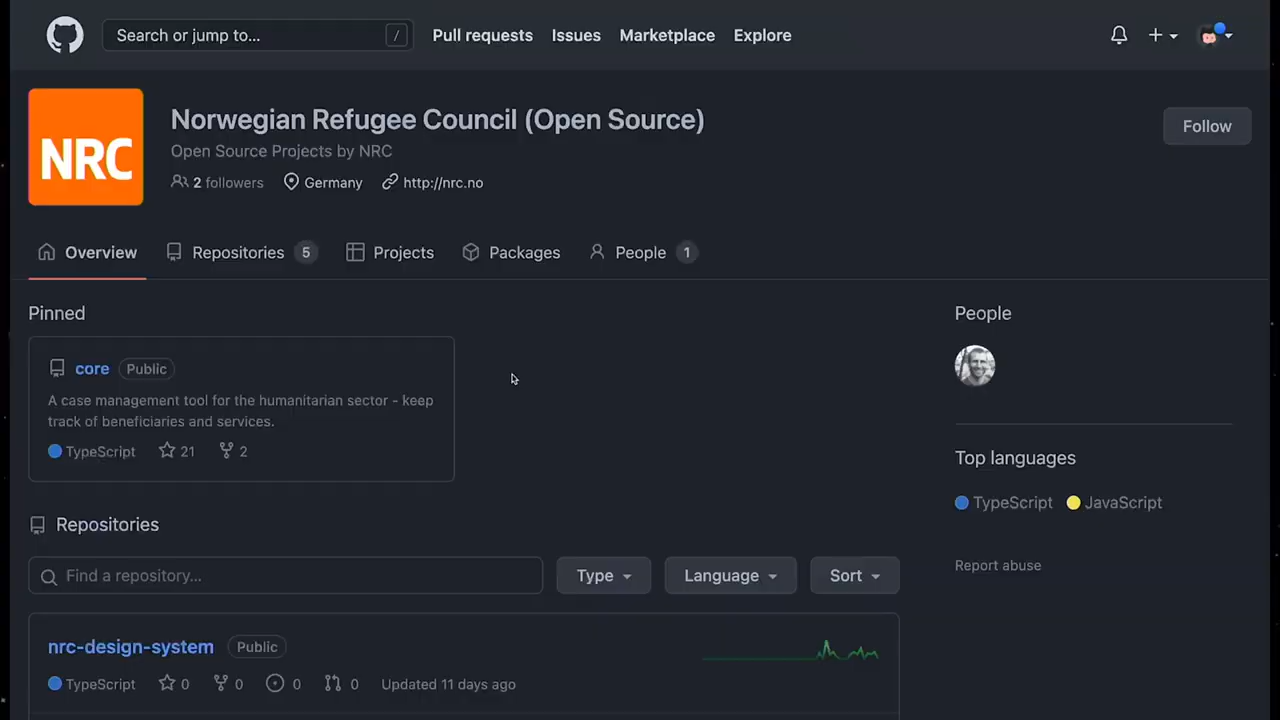 Search or jump to... /
Pull requests Issues Marketplace Explore
NRC
Norwegian Refugee Council (Open Source)
Open Source Projects by NRC
2 followers Germany http://nrc.no
Follow
Overview Repositories 5 Projects Packages People 1
Pinned
core Public
A case management tool for the humanitarian sector - keep
track of beneficiaries and services.
TypeScript 21 2
People
Top languages
TypeScript JavaScript
Report abuse
Repositories
Find a repository... Type Language Sort
nrc-design-system Public
TypeScript 0 0 0 0 Updated 11 days ago